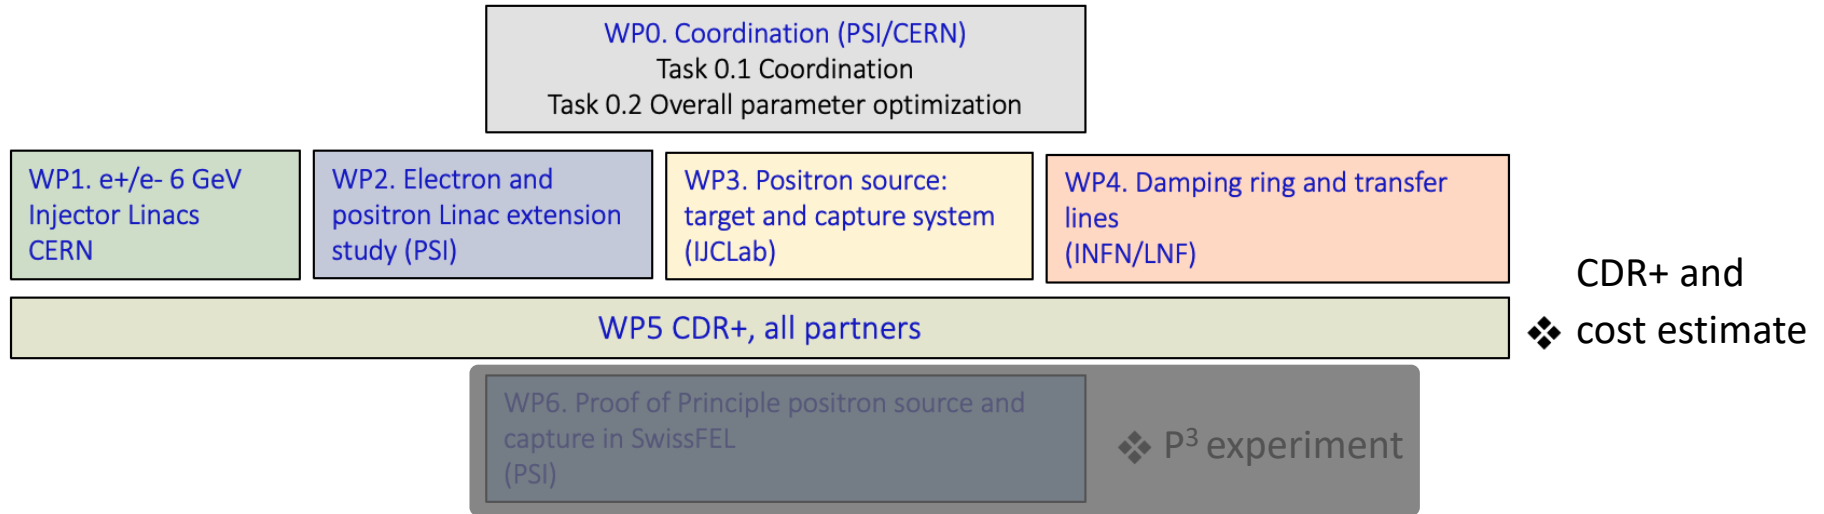 WP0. Coordination (PSI/CERN)
Task 0.1 Coordination
Task 0.2 Overall parameter optimization
WP1. e+/e- 6 GeV
Injector Linacs
CERN
WP2. Electron and
positron Linac extension
study (PSI)
WP3. Positron source:
target and capture system
(IJCLab)
WP4. Damping ring and transfer
lines
(INFN/LNF)
WP5 CDR+, all partners
CDR+ and
❖ cost estimate
WP6. Proof of Principle positron source and
capture in SwissFEL
(PSI)
❖ P³ experiment